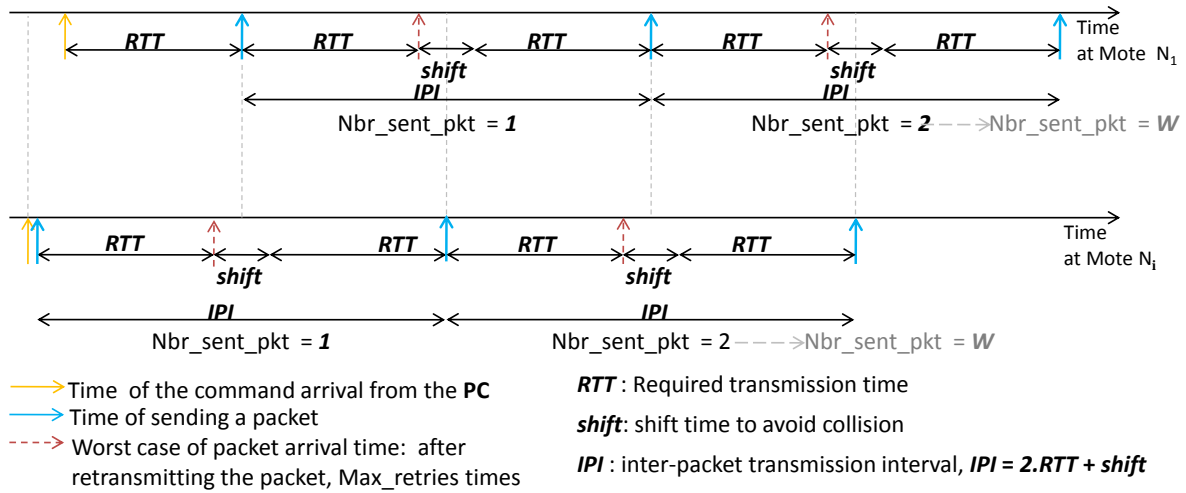 RTT RTT RTT RTT RTT Time
at Mote N1
shift shift
IPI IPI
Nbr_sent_pkt = 1 Nbr_sent_pkt = 2 Nbr_sent_pkt = W
RTT RTT RTT RTT Time
at Mote Ni
shift shift
IPI IPI
Nbr_sent_pkt = 1 Nbr_sent_pkt = 2 Nbr_sent_pkt = W
Time of the command arrival from the PC
Time of sending a packet
Worst case of packet arrival time: after
retransmitting the packet, Max_retries times
RTT : Required transmission time
shift: shift time to avoid collision
IPI : inter-packet transmission interval, IPI = 2.RTT + shift